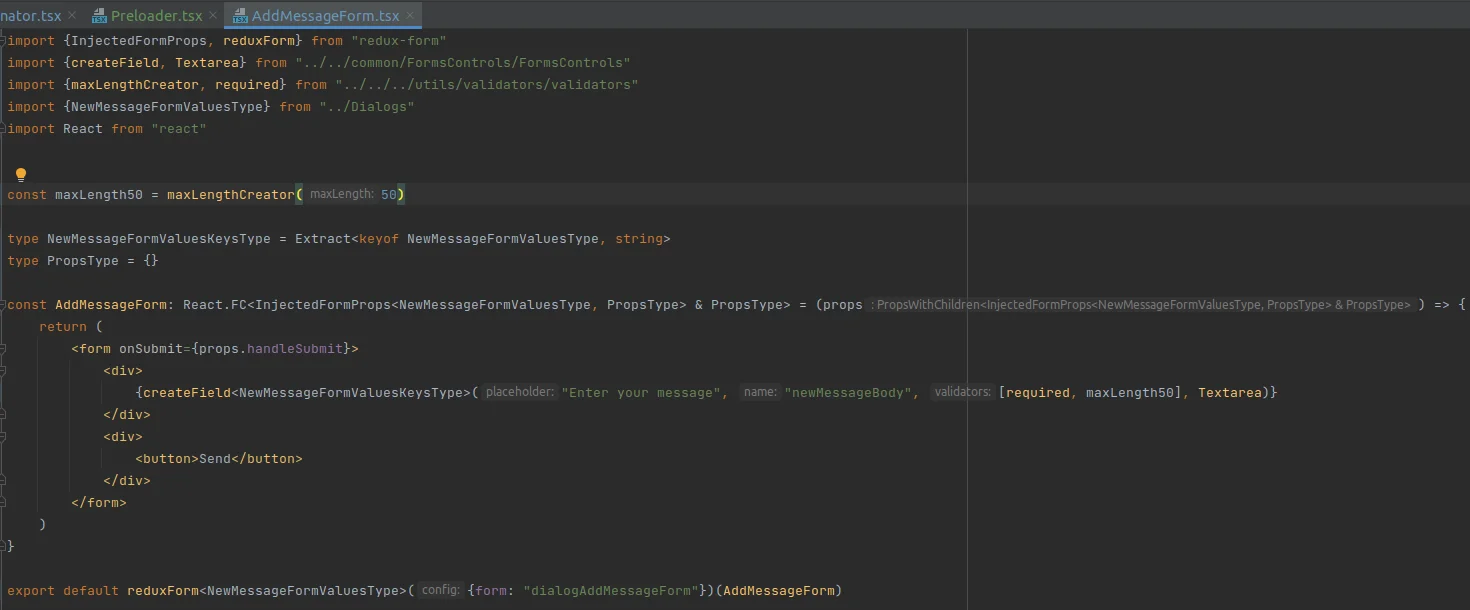 nator.tsx × Preloader.tsx × AddMessageForm.tsx ×
import {InjectedFormProps, reduxForm} from "redux-form"
import {createField, Textarea} from "../../common/FormsControls/FormsControls"
import {maxLengthCreator, required} from "../../../utils/validators/validators"
import {NewMessageFormValuesType} from "../Dialogs"
import React from "react"
const maxLength50 = maxLengthCreator( maxLength: 50)
type NewMessageFormValuesKeysType = Extract<keyof NewMessageFormValuesType, string>
type PropsType = {}
const AddMessageForm: React.FC<InjectedFormProps<NewMessageFormValuesType, PropsType> & PropsType> = (props : PropsWithChildren<InjectedFormProps<NewMessageFormValuesType, PropsType> & PropsType> ) => {
return (
<form onSubmit={props.handleSubmit}>
<div>
{createField<NewMessageFormValuesKeysType>( placeholder: "Enter your message", name: "newMessageBody", validators: [required, maxLength50], Textarea)}
</div>
<div>
<button>Send</button>
</div>
</form>
)
}
export default reduxForm<NewMessageFormValuesType>( config: {form: "dialogAddMessageForm"})(AddMessageForm)